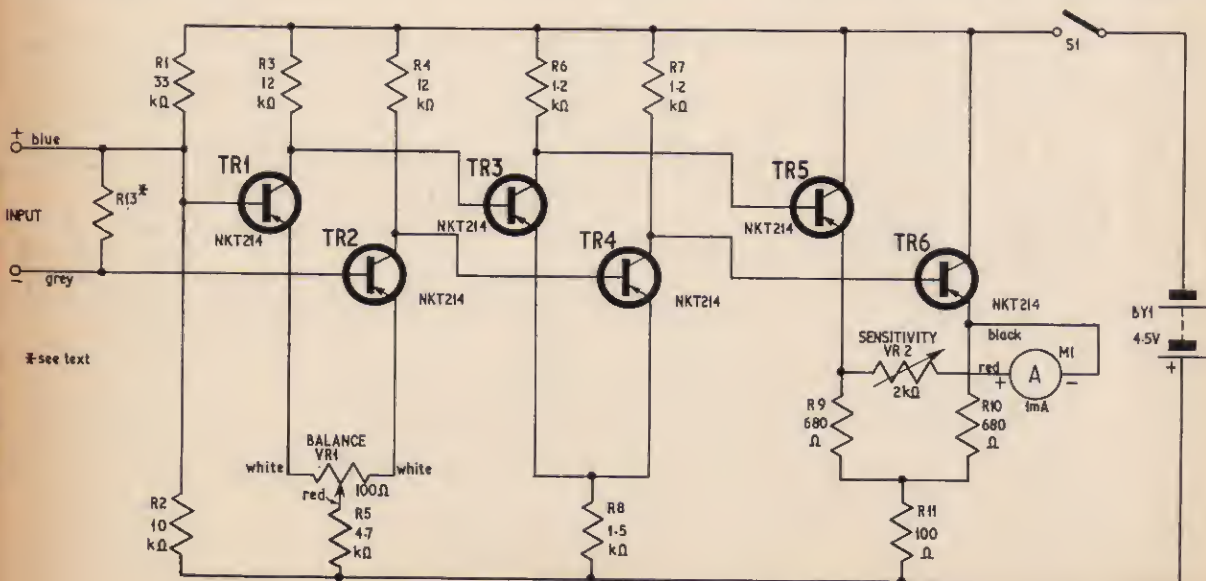 S1
R1
33
kΩ
R3
12
kΩ
R4
12
kΩ
R6
1·2
kΩ
R7
1·2
kΩ
+ blue
R13*
INPUT
- grey
TR1
NKT214
TR2
NKT214
TR3
NKT214
TR4
NKT214
TR5
NKT214
TR6
NKT214
*see text
BY1
4·5V
+
SENSITIVITY
VR2
2kΩ
black
red
+ A -
M1
1mA
R9
680
Ω
R10
680
Ω
BALANCE
VR1
white
white
100Ω
red
R2
10
kΩ
R5
4·7
kΩ
R8
1·5
kΩ
R11
100
Ω